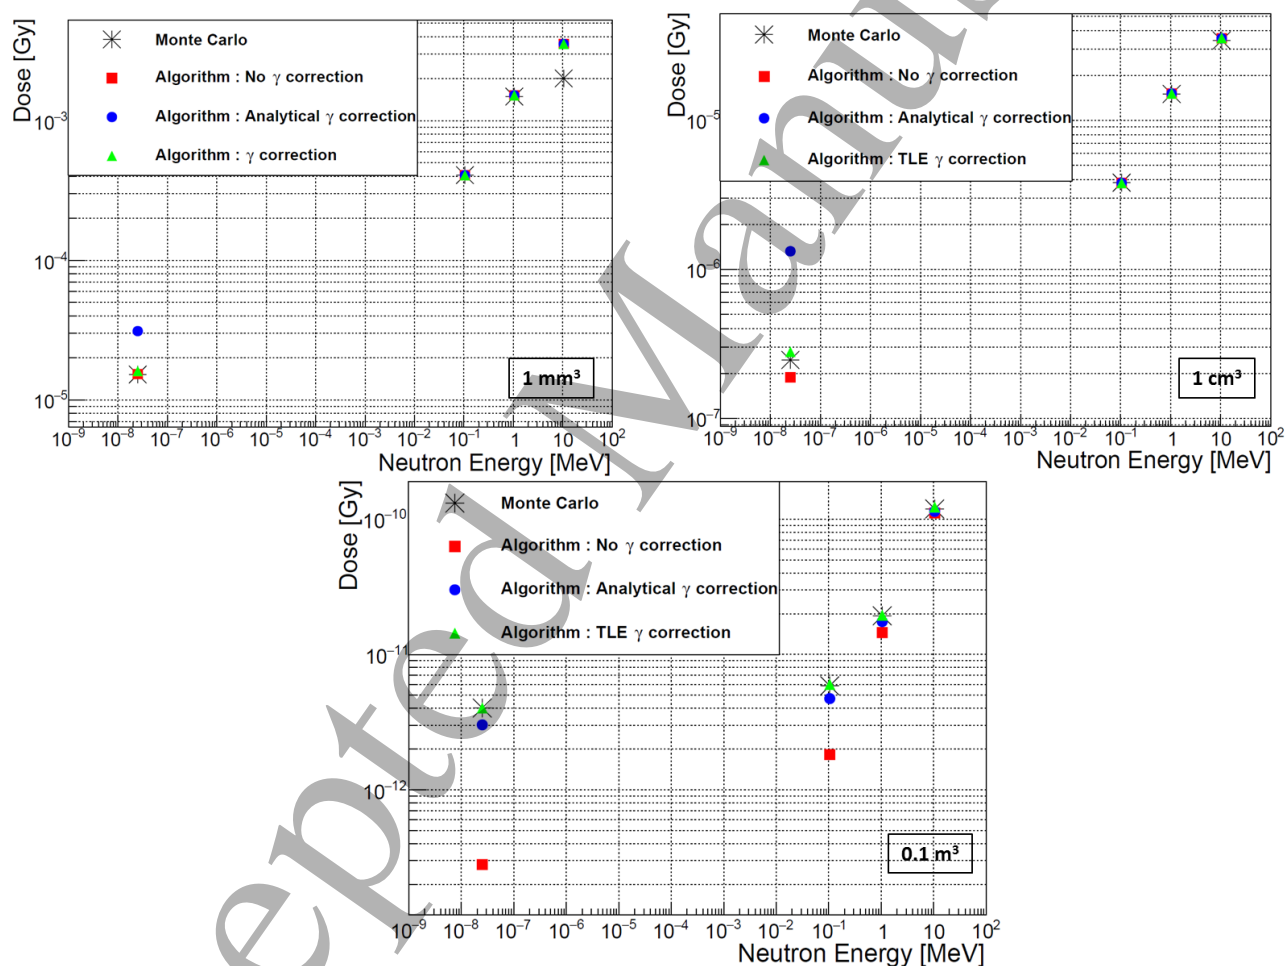 Dose [Gy]
Monte Carlo
Algorithm : No γ correction
Algorithm : Analytical γ correction
Algorithm : γ correction
10⁻³
10⁻⁴
10⁻⁵
1 mm³
10⁻⁹ 10⁻⁸ 10⁻⁷ 10⁻⁶ 10⁻⁵ 10⁻⁴ 10⁻³ 10⁻² 10⁻¹ 1 10 10²
Neutron Energy [MeV]
Dose [Gy]
Monte Carlo
Algorithm : No γ correction
Algorithm : Analytical γ correction
Algorithm : TLE γ correction
10⁻⁵
10⁻⁶
10⁻⁷
1 cm³
10⁻⁹ 10⁻⁸ 10⁻⁷ 10⁻⁶ 10⁻⁵ 10⁻⁴ 10⁻³ 10⁻² 10⁻¹ 1 10 10²
Neutron Energy [MeV]
Dose [Gy]
Monte Carlo
Algorithm : No γ correction
Algorithm : Analytical γ correction
Algorithm : TLE γ correction
10⁻¹⁰
10⁻¹¹
10⁻¹²
0.1 m³
10⁻⁹ 10⁻⁸ 10⁻⁷ 10⁻⁶ 10⁻⁵ 10⁻⁴ 10⁻³ 10⁻² 10⁻¹ 1 10 10²
Neutron Energy [MeV]
epted Manu